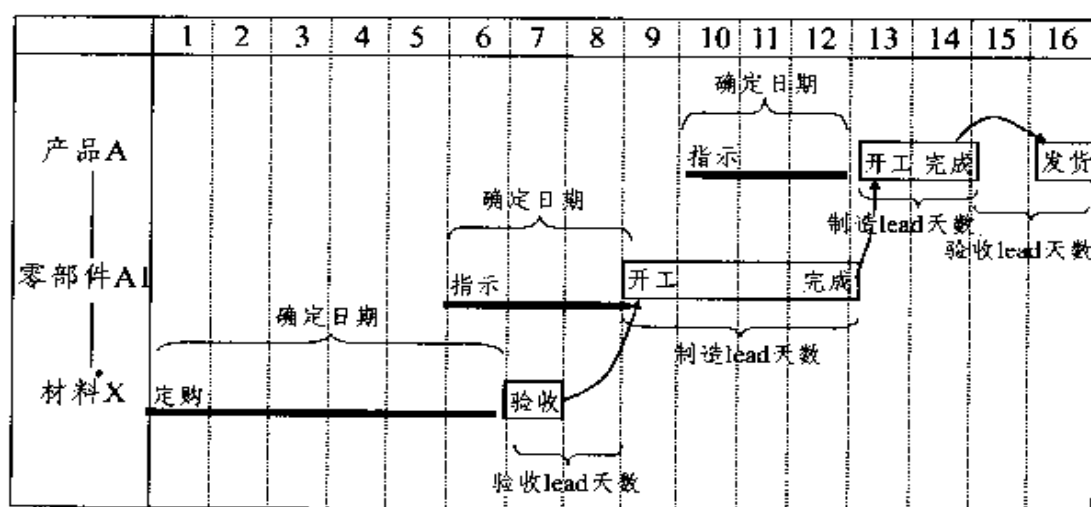 1 2 3 4 5 6 7 8 9 10 11 12 13 14 15 16
确定日期
产品A
指示
开工 完成
发货
确定日期
制造lead天数
验收lead天数
零部件A1
指示
开工 完成
确定日期
制造lead天数
材料X
定购
验收
验收lead天数